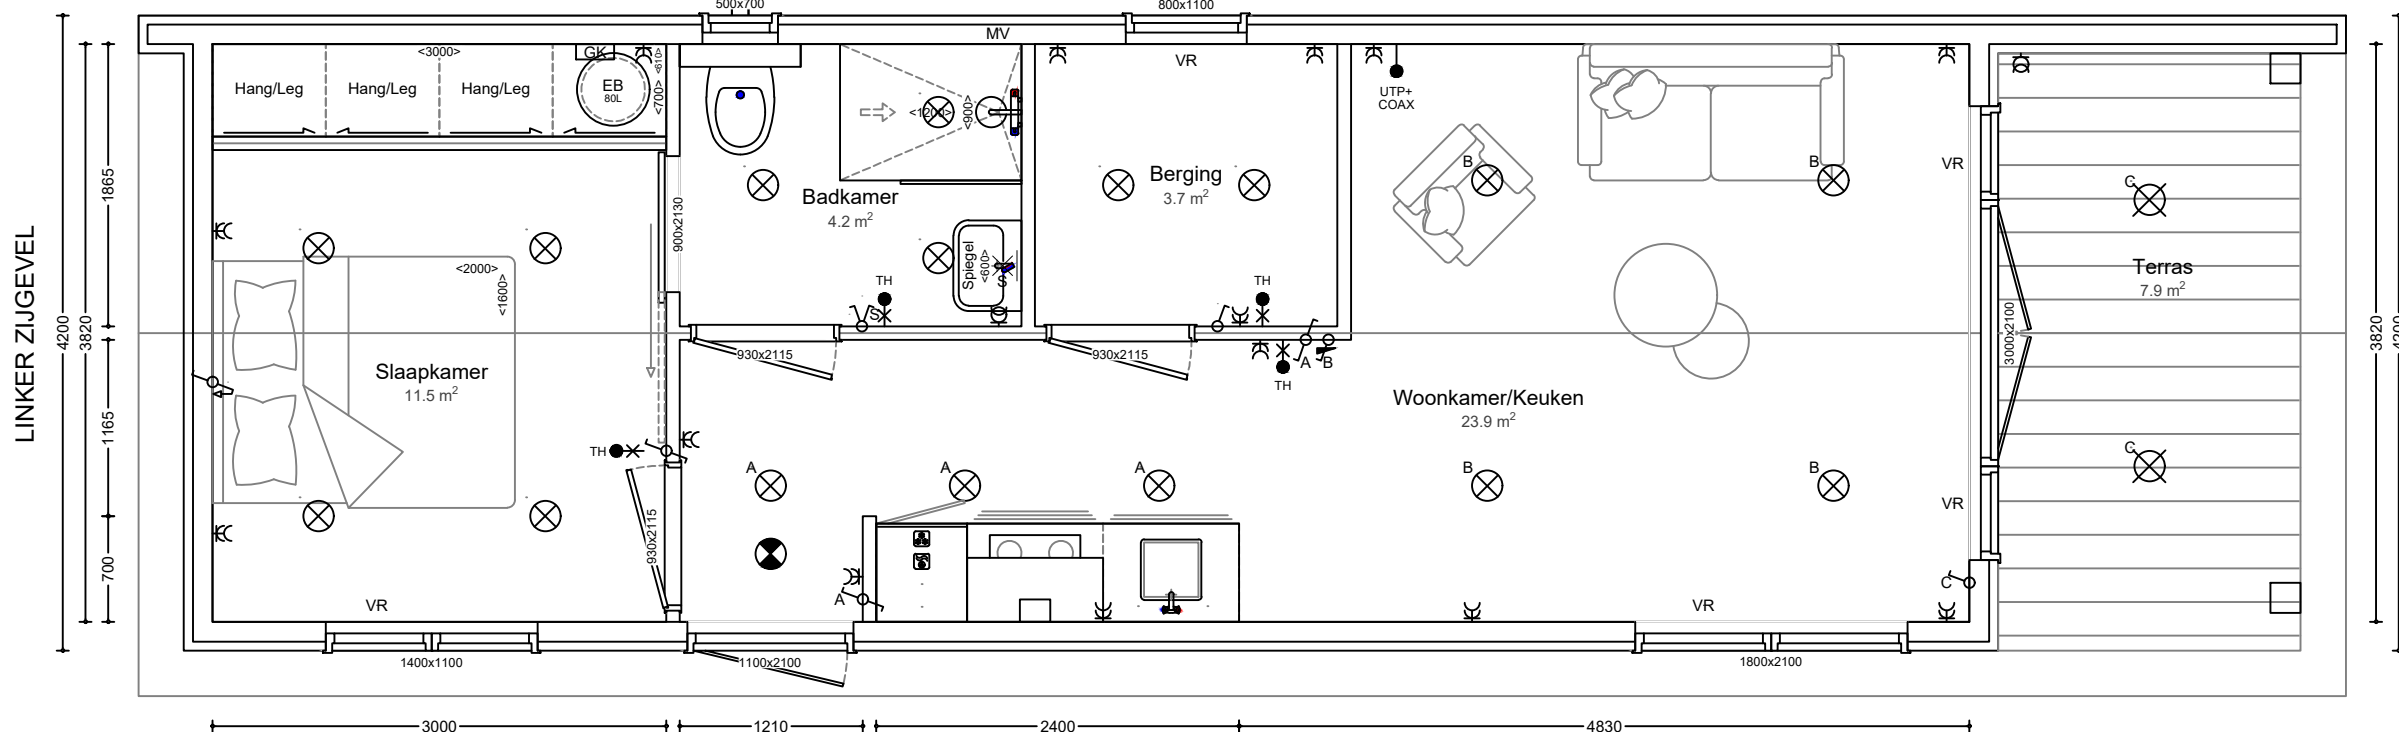 500x700
800x1100
MV
<3000>
GK
<610>
VR
Hang/Leg
Hang/Leg
Hang/Leg
EB
80L
<700>
<1200>
<900>
UTP+
COAX
B
B
VR
C
1865
Badkamer
4.2 m²
Berging
3.7 m²
900x2130
LINKER ZIJGEVEL
4200
3820
Spiegel
<600>
S
<2000>
<1600>
TH
S
TH
Terras
7.9 m²
3000x2100
3820
4200
930x2115
930x2115
A
B
TH
Slaapkamer
11.5 m²
Woonkamer/Keuken
23.9 m²
1165
TH
A
A
A
B
B
C
VR
930x2115
700
A
C
VR
VR
1400x1100
1100x2100
1800x2100
3000
1210
2400
4830